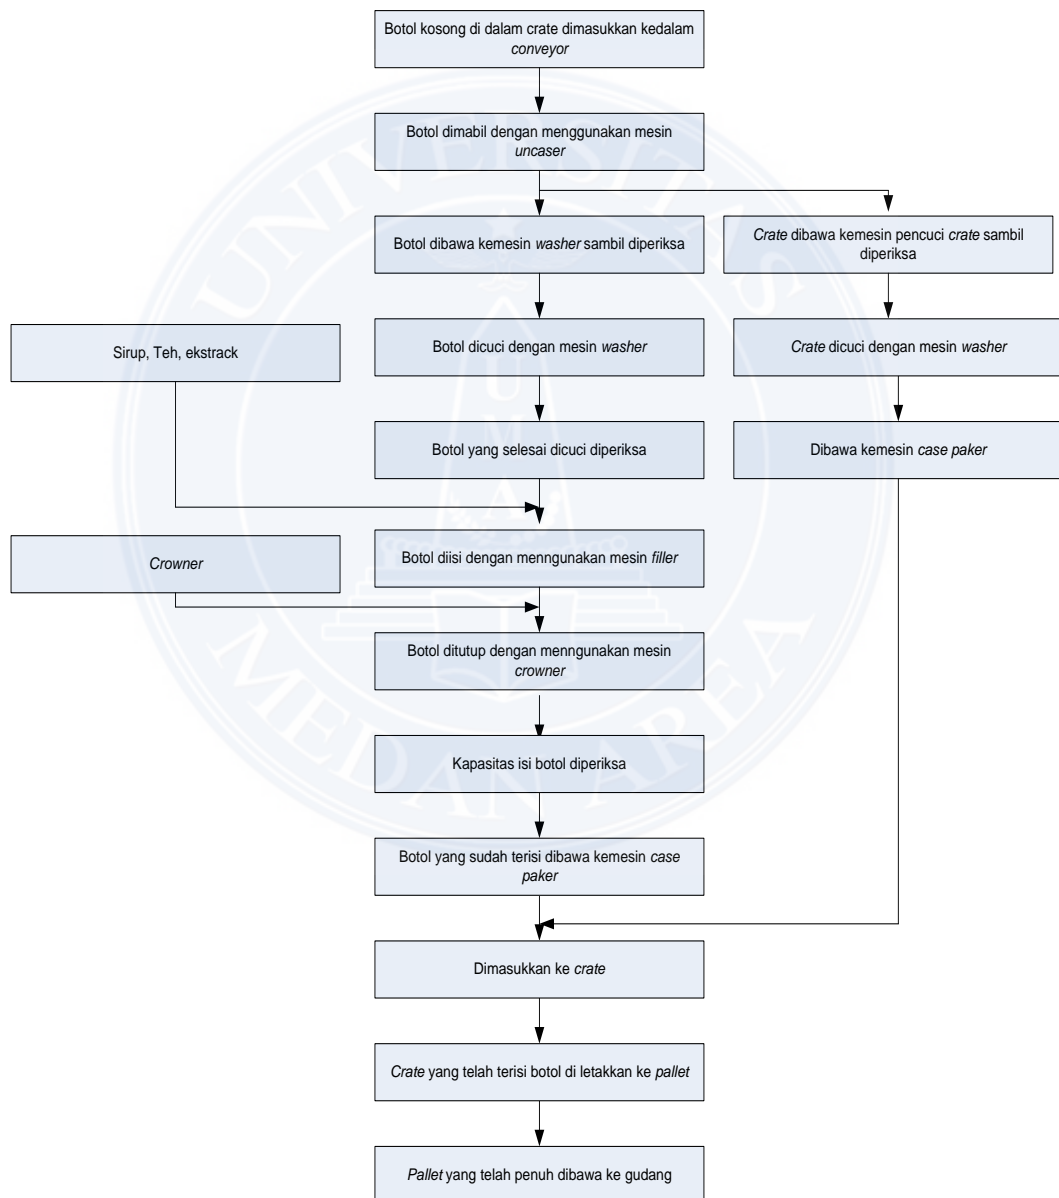 Botol kosong di dalam crate dimasukkan kedalam
conveyor
Botol dimabil dengan menggunakan mesin
uncaser
Botol dibawa kemesin washer sambil diperiksa
Crate dibawa kemesin pencuci crate sambil
diperiksa
Sirup, Teh, ekstrack
Botol dicuci dengan mesin washer
Crate dicuci dengan mesin washer
Botol yang selesai dicuci diperiksa
Dibawa kemesin case paker
Crowner
Botol diisi dengan menngunakan mesin filler
Botol ditutup dengan menngunakan mesin
crowner
Kapasitas isi botol diperiksa
Botol yang sudah terisi dibawa kemesin case
paker
Dimasukkan ke crate
Crate yang telah terisi botol di letakkan ke pallet
Pallet yang telah penuh dibawa ke gudang
UNIVERSITAS
MEDAN AREA
U
M
A